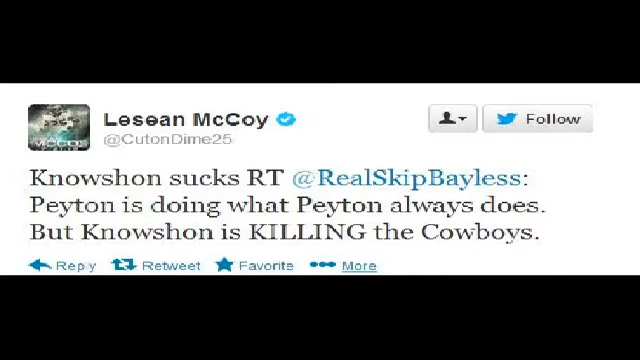 Lesean McCoy
@CutonDime25
Follow
Knowshon sucks RT @RealSkipBayless:
Peyton is doing what Peyton always does.
But Knowshon is KILLING the Cowboys.
Reply Retweet Favorite More